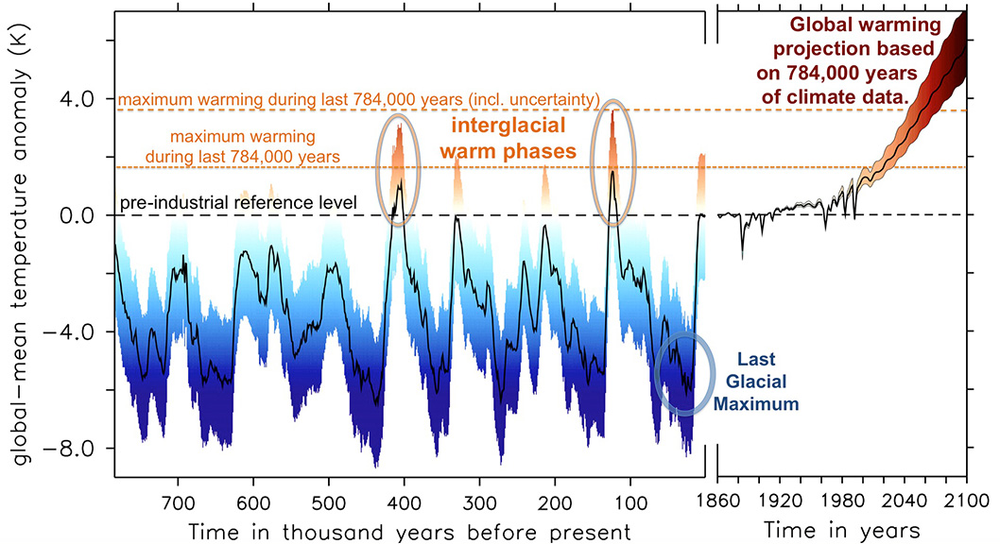 global-mean temperature anomaly (K)
4.0
0.0
-4.0
-8.0
maximum warming during last 784,000 years (incl. uncertainty)
maximum warming
during last 784,000 years
interglacial
warm phases
pre-industrial reference level
Last
Glacial
Maximum
Global warming
projection based
on 784,000 years
of climate data.
700 600 500 400 300 200 100
Time in thousand years before present
1860 1920 1980 2040 2100
Time in years